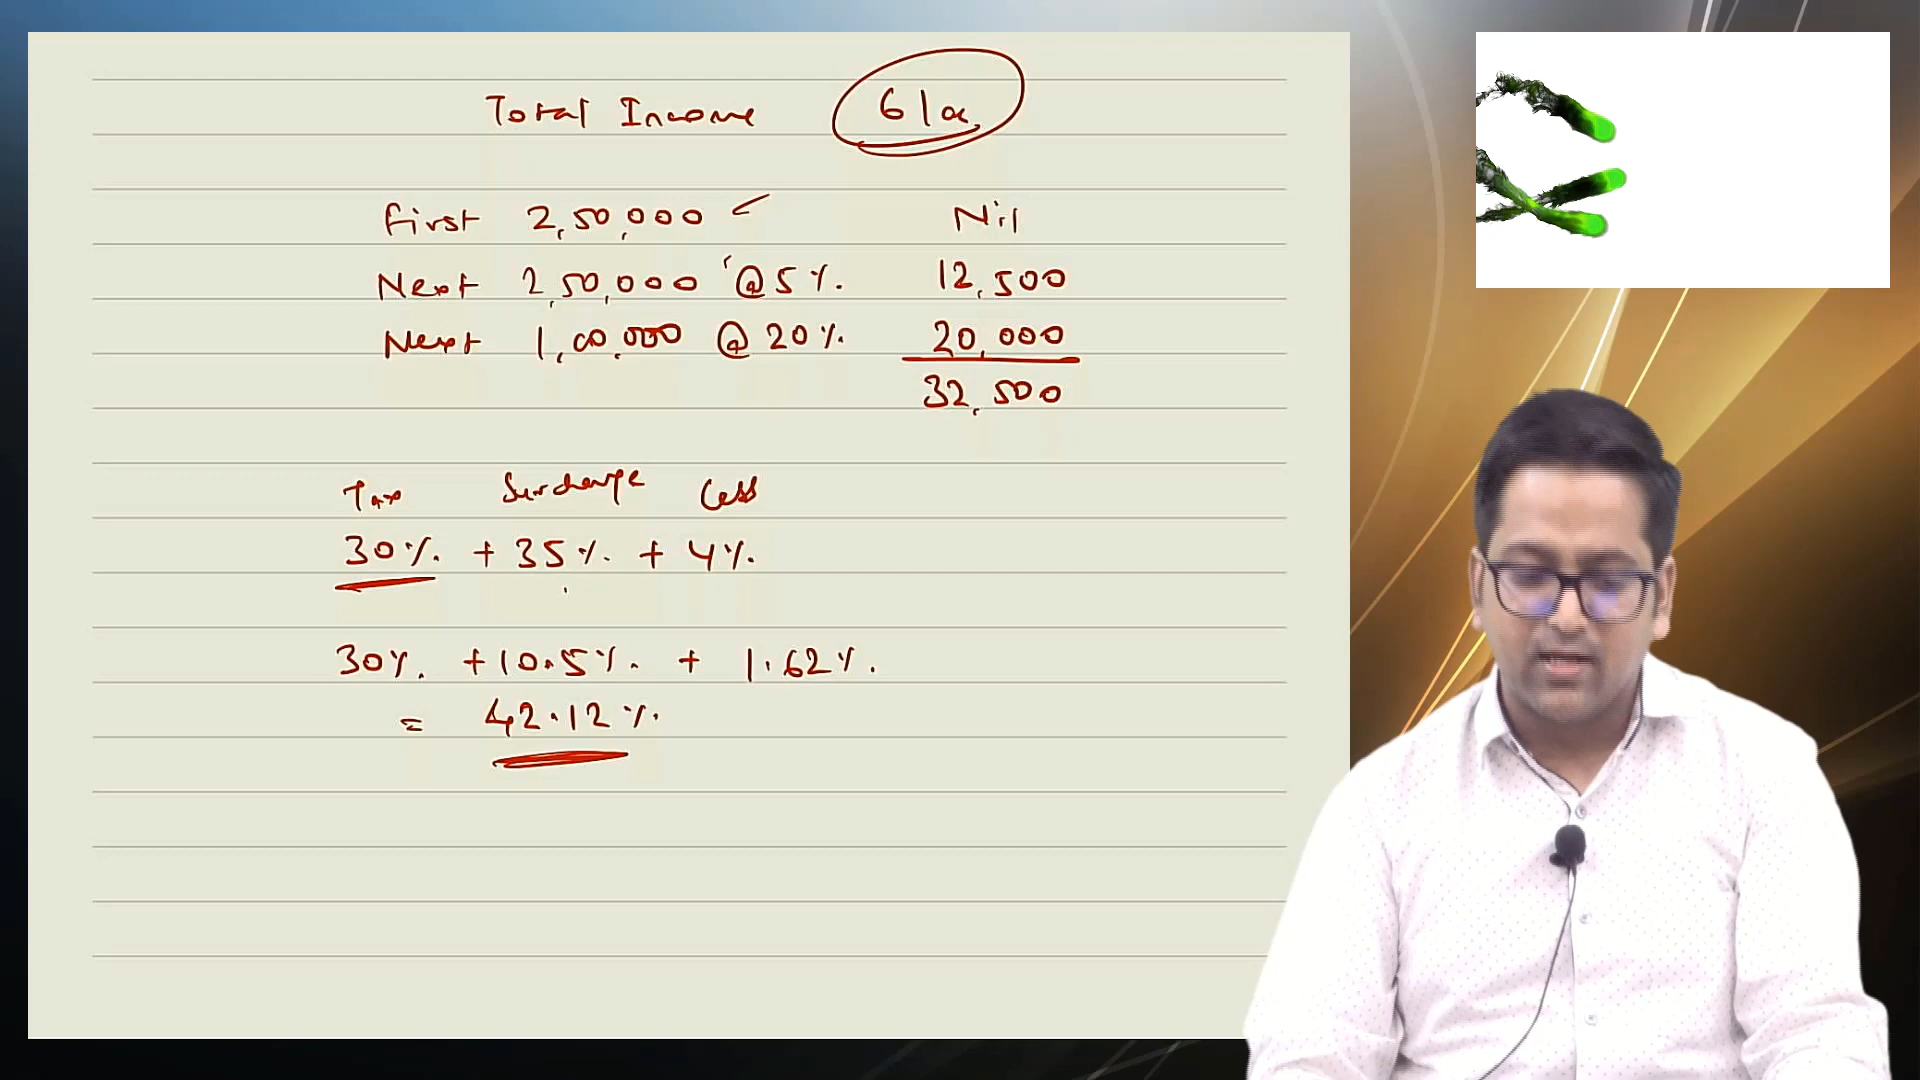 Total Income 6 lac
First 2,50,000 Nil
Next 2,50,000 @ 5% 12,500
Next 1,00,000 @ 20% 20,000
32,500
Tax Surcharge Cess
30% + 35% + 4%
30% + 10.5% + 1.62%
= 42.12%